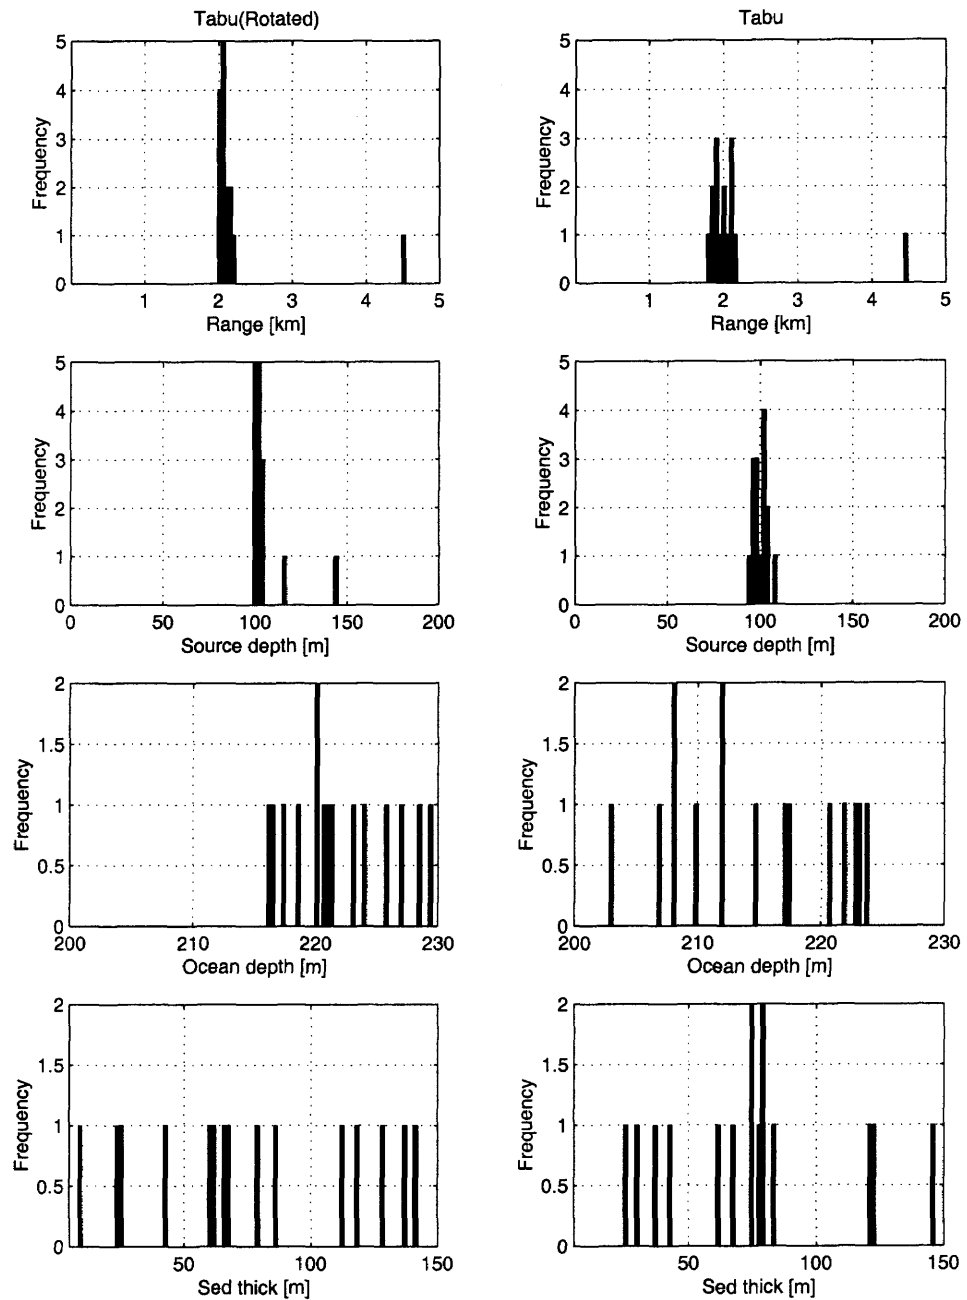 Tabu(Rotated)
5
4
3
2
1
0
Frequency
1 2 3 4 5
Range [km]
Tabu
5
4
3
2
1
0
Frequency
1 2 3 4 5
Range [km]
5
4
3
2
1
0
Frequency
0 50 100 150 200
Source depth [m]
5
4
3
2
1
0
Frequency
0 50 100 150 200
Source depth [m]
2
1.5
1
0.5
0
Frequency
200 210 220 230
Ocean depth [m]
2
1.5
1
0.5
0
Frequency
200 210 220 230
Ocean depth [m]
2
1.5
1
0.5
0
Frequency
50 100 150
Sed thick [m]
2
1.5
1
0.5
0
Frequency
50 100 150
Sed thick [m]